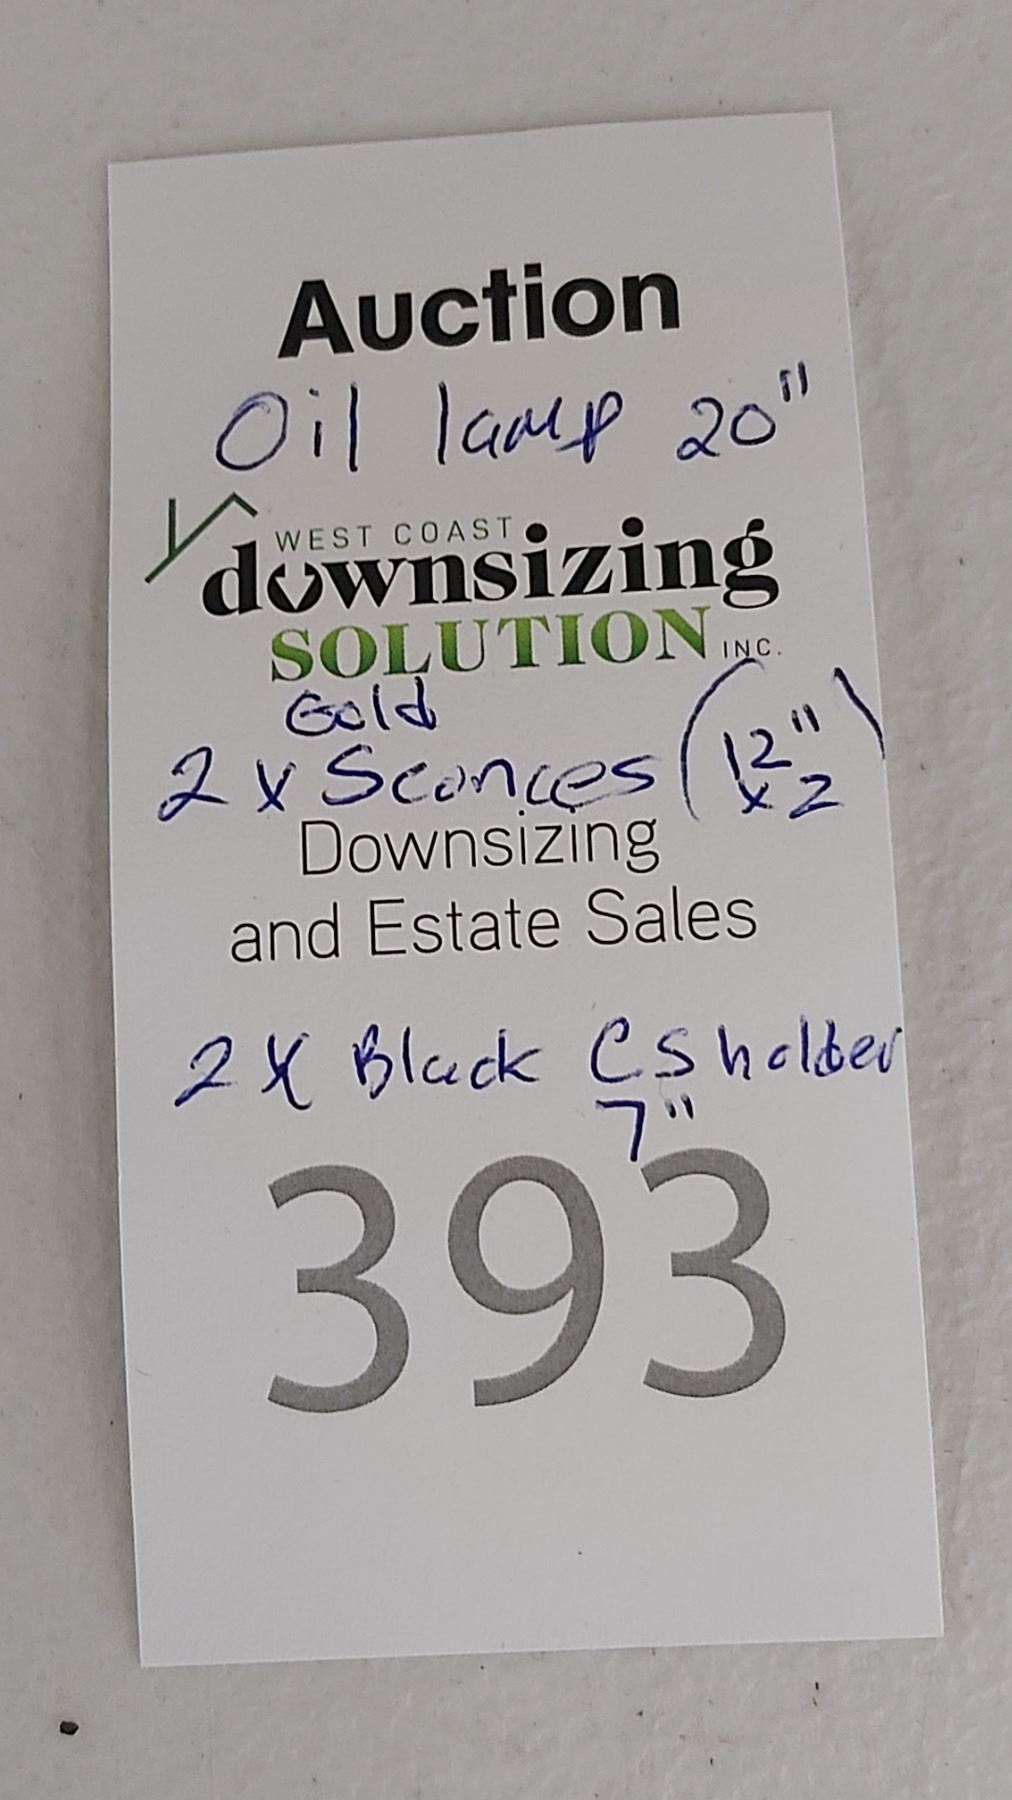 Auction
Oil lamp 20"
WEST COAST
downsizing
SOLUTION INC.
Gold
2 x Sconces (12" x 2)
Downsizing
and Estate Sales
2 x Black CS holder
7"
393